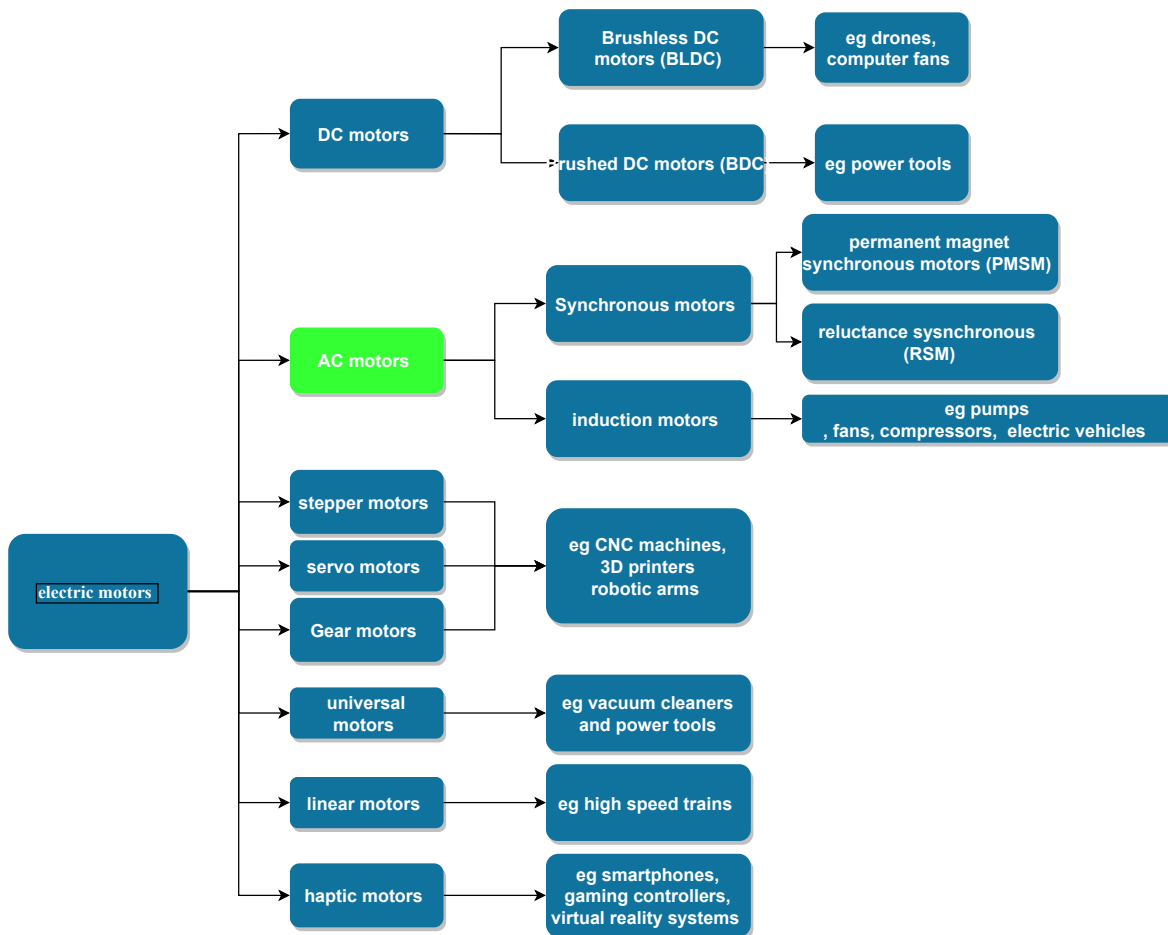 Brushless DC
motors (BLDC)
eg drones,
computer fans
DC motors
rushed DC motors (BDC
eg power tools
permanent magnet
synchronous motors (PMSM)
Synchronous motors
reluctance sysnchronous
(RSM)
AC motors
induction motors
eg pumps
, fans, compressors, electric vehicles
stepper motors
eg CNC machines,
3D printers
robotic arms
servo motors
electric motors
Gear motors
universal
motors
eg vacuum cleaners
and power tools
linear motors
eg high speed trains
haptic motors
eg smartphones,
gaming controllers,
virtual reality systems